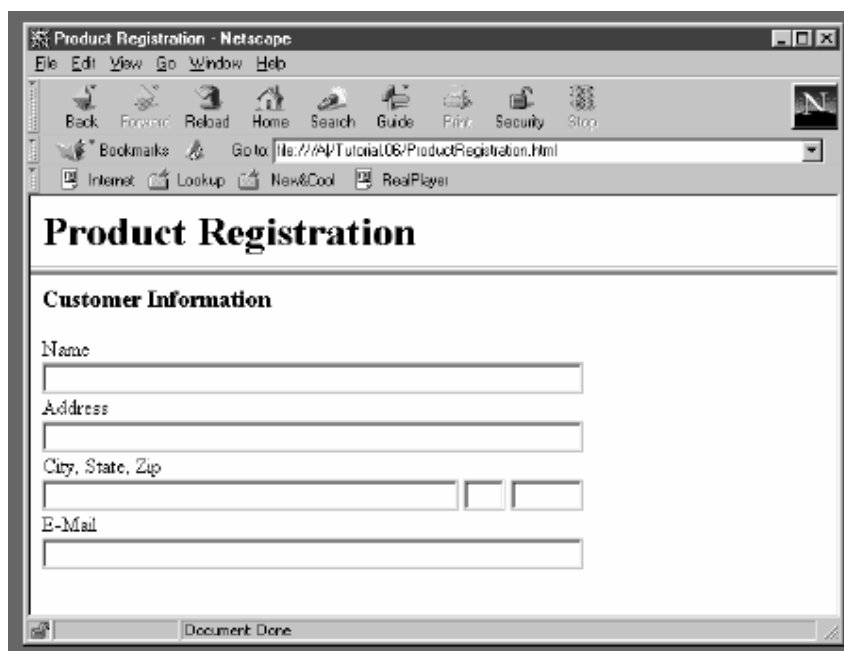 Product Registration - Netscape
File Edit View Go Window Help
Back Forward Reload Home Search Guide Print Security Stop
N
Bookmarks Go to: file:///A|/Tutorial.06/ProductRegistration.html
Internet Lookup New&Cool RealPlayer
Product Registration
Customer Information
Name
Address
City, State, Zip
E-Mail
Document Done